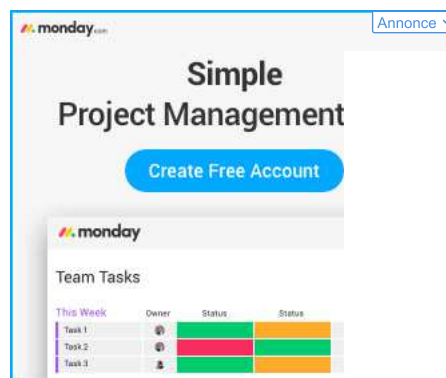 monday.com
Annonce
Simple
Project Management
Create Free Account
monday
Team Tasks
This Week Owner Status Status
Task 1
Task 2
Task 3